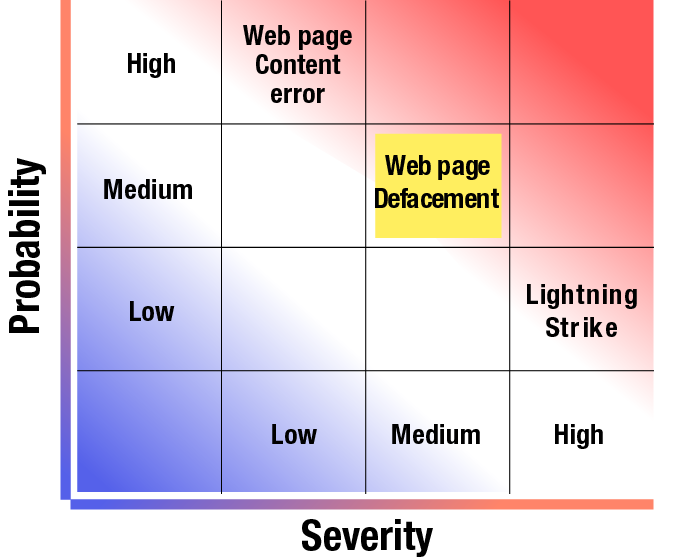 High
Web page
Content
error
Medium
Web page
Defacement
Low
Lightning
Strike
Low
Medium
High
Probability
Severity